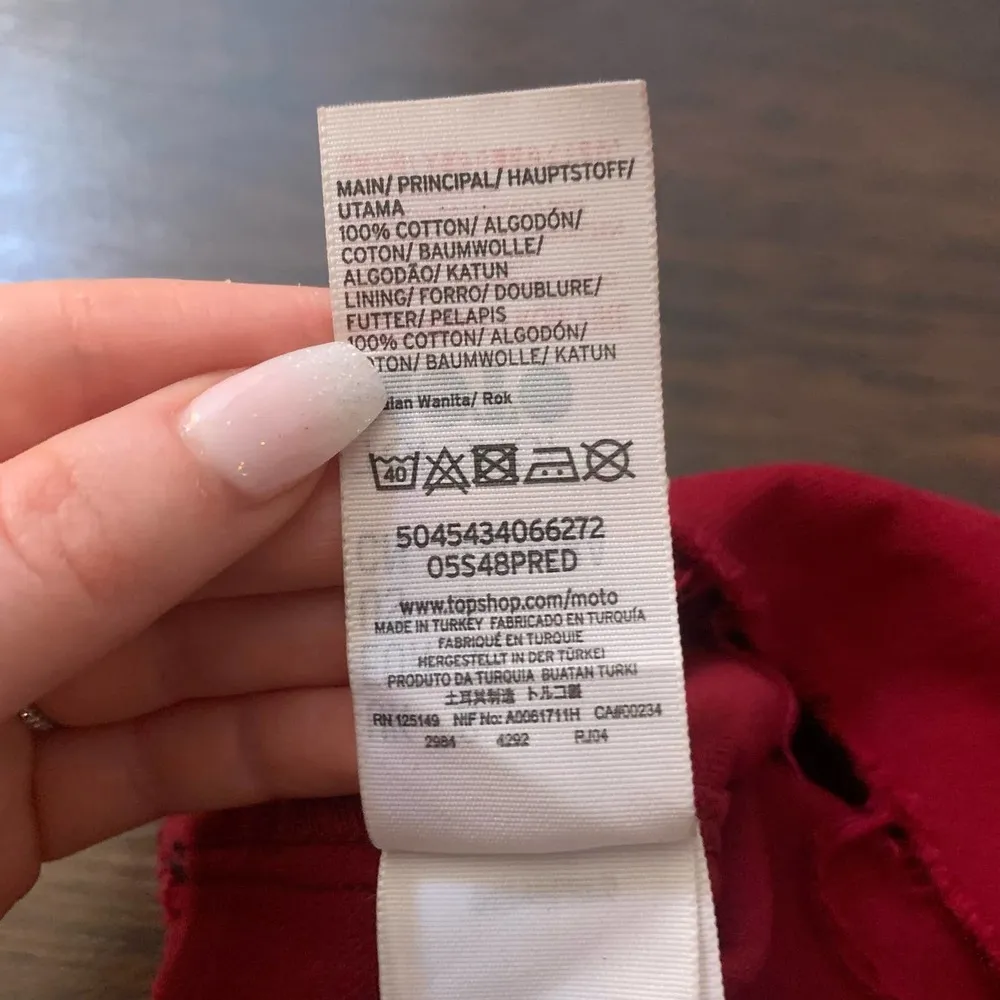 MAIN/ PRINCIPAL/ HAUPTSTOFF/
UTAMA
100% COTTON/ ALGODÓN/
COTON/ BAUMWOLLE/
ALGODÃO/ KATUN
LINING/ FORRO/ DOUBLURE/
FUTTER/ PELAPIS
100% COTTON/ ALGODÓN/
TON/ BAUMWOLLE/ KATUN
Wanita/ Rok
40
5045434066272
05S48PRED
www.topshop.com/moto
MADE IN TURKEY FABRICADO EN TURQUÍA
FABRIQUÉ EN TURQUIE
HERGESTELLT IN DER TÜRKEI
PRODUTO DA TURQUIA BUATAN TURKI
土耳其制造 トルコ製
RN 125149 NIF No: A0061711H CA#00234
2984 4292 PJ04